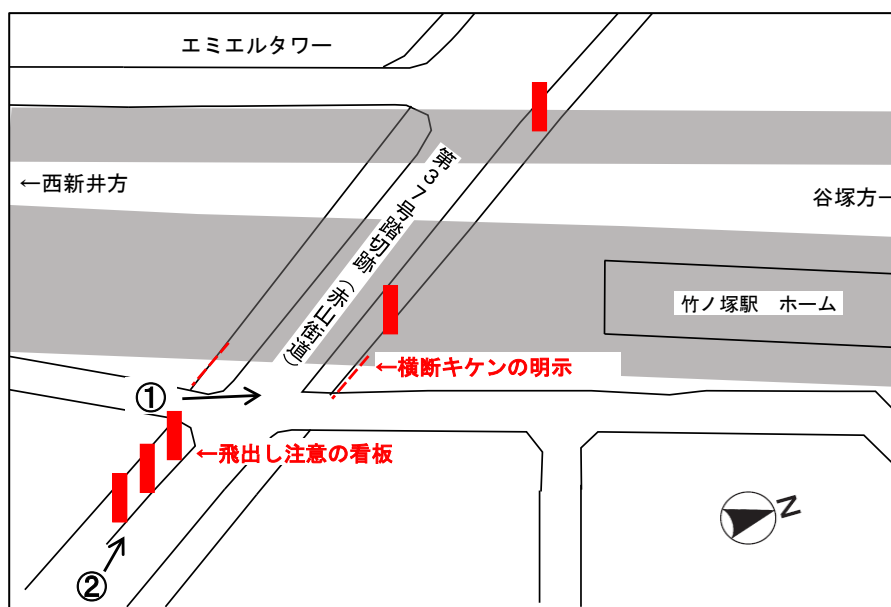 エミエルタワー
←西新井方
谷塚方―
第37号踏切跡(赤山街道)
竹ノ塚駅　ホーム
←横断キケンの明示
①
←飛出し注意の看板
②
N